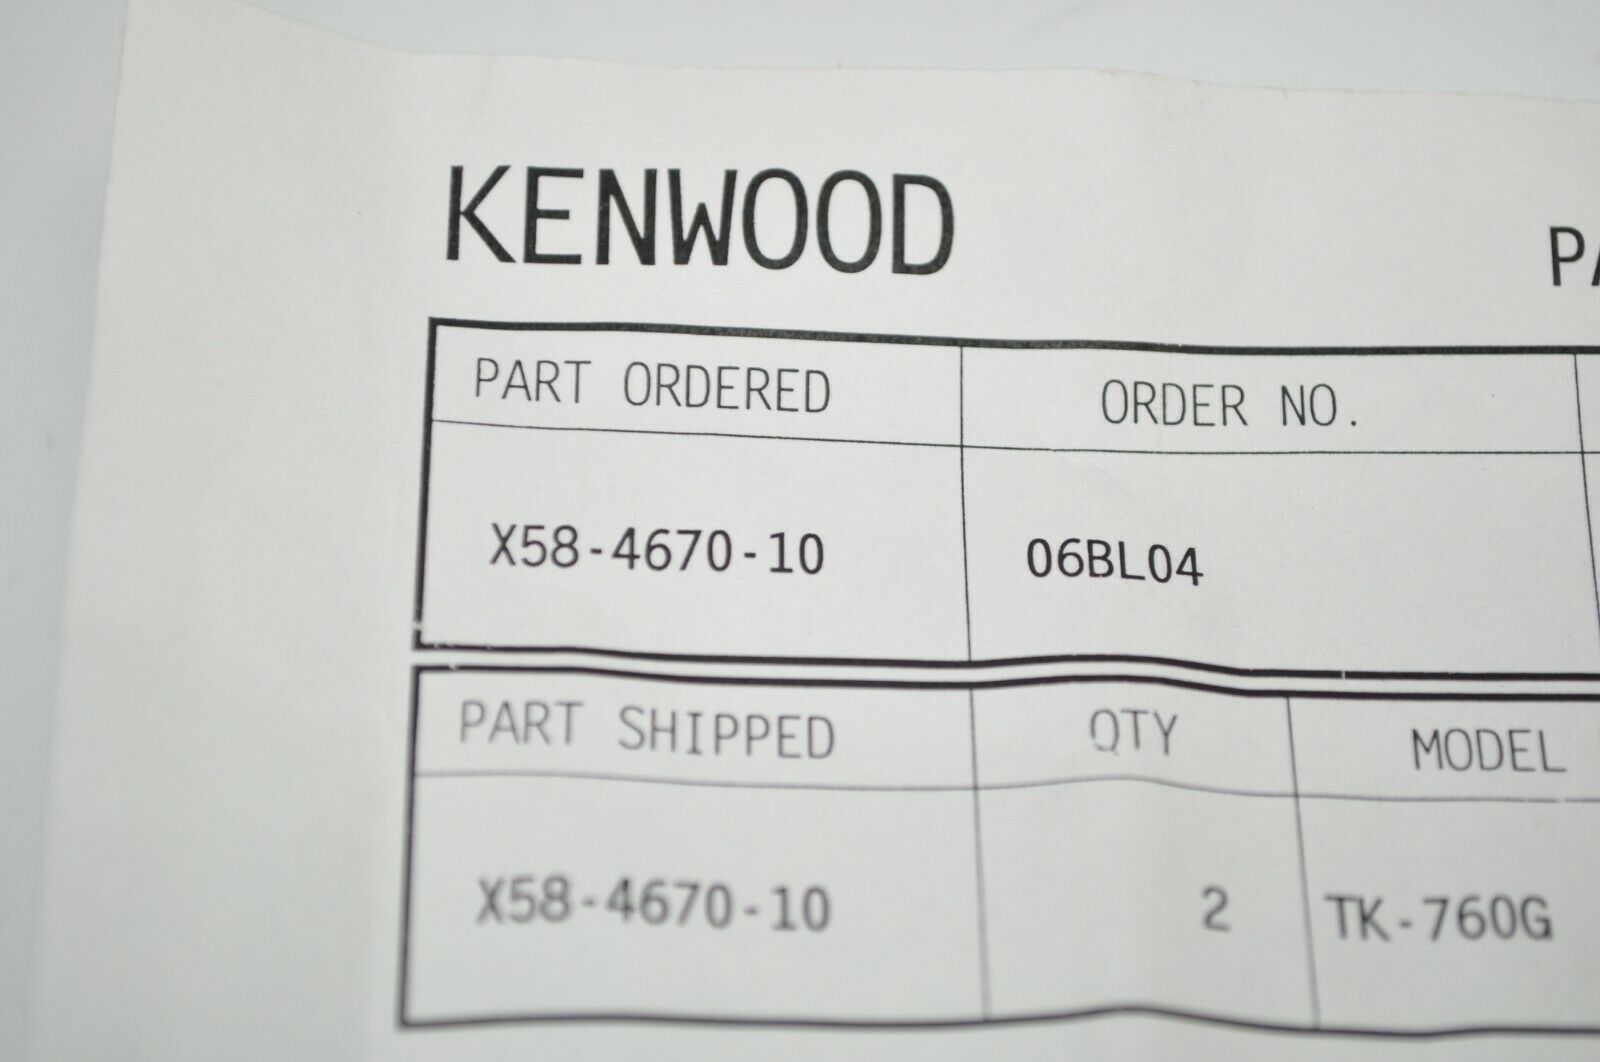 KENWOOD
PA
PART ORDERED ORDER NO.
X58-4670-10 06BL04
PART SHIPPED QTY MODEL
X58-4670-10 2 TK-760G